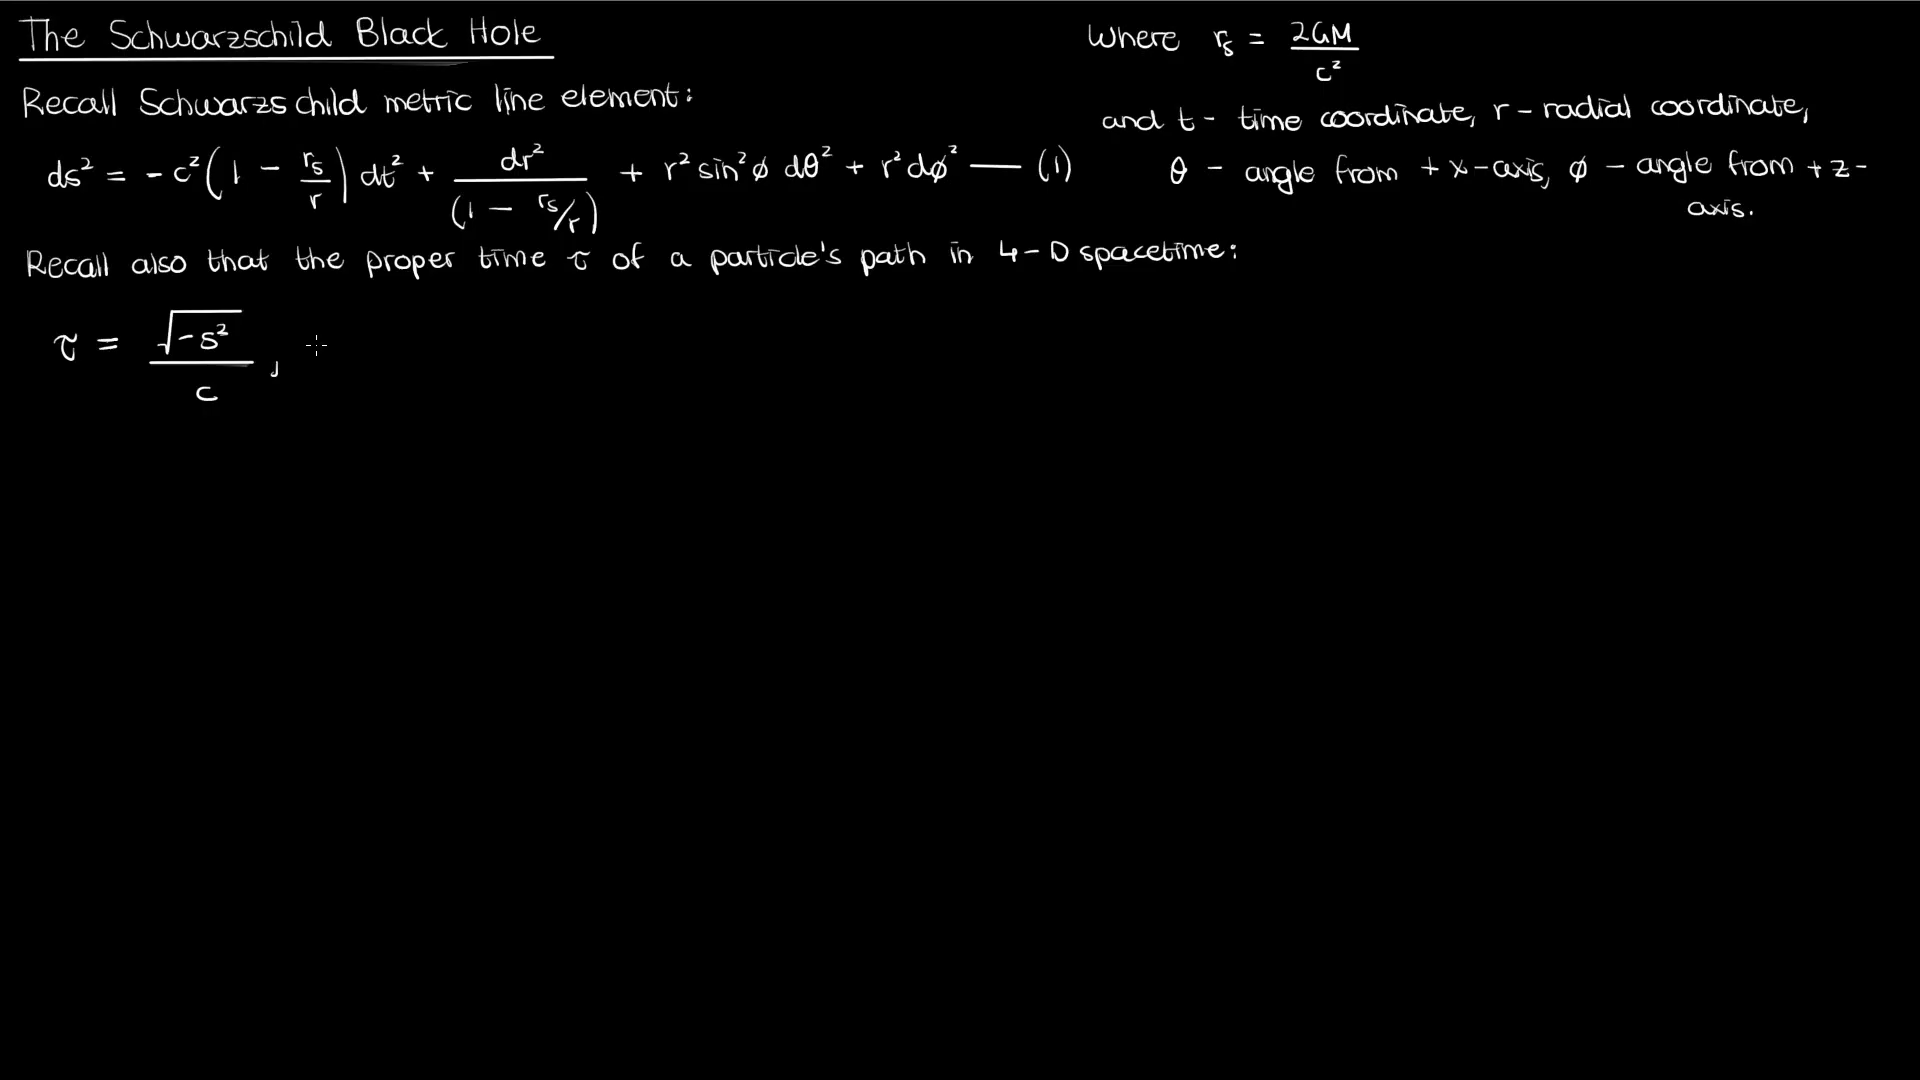 The Schwarzschild Black Hole
Recall Schwarzschild metric line element:
ds² = - c² (1 - r_s/r) dt² + dr²/(1 - r_s/r) + r² sin²ϕ dθ² + r² dϕ² — (1)
where r_s = 2GM/c²
and t - time coordinate, r - radial coordinate,
θ - angle from + x-axis, ϕ - angle from + z-
axis.
Recall also that the proper time τ of a particle's path in 4-D spacetime:
τ = √(-s²)/c ,